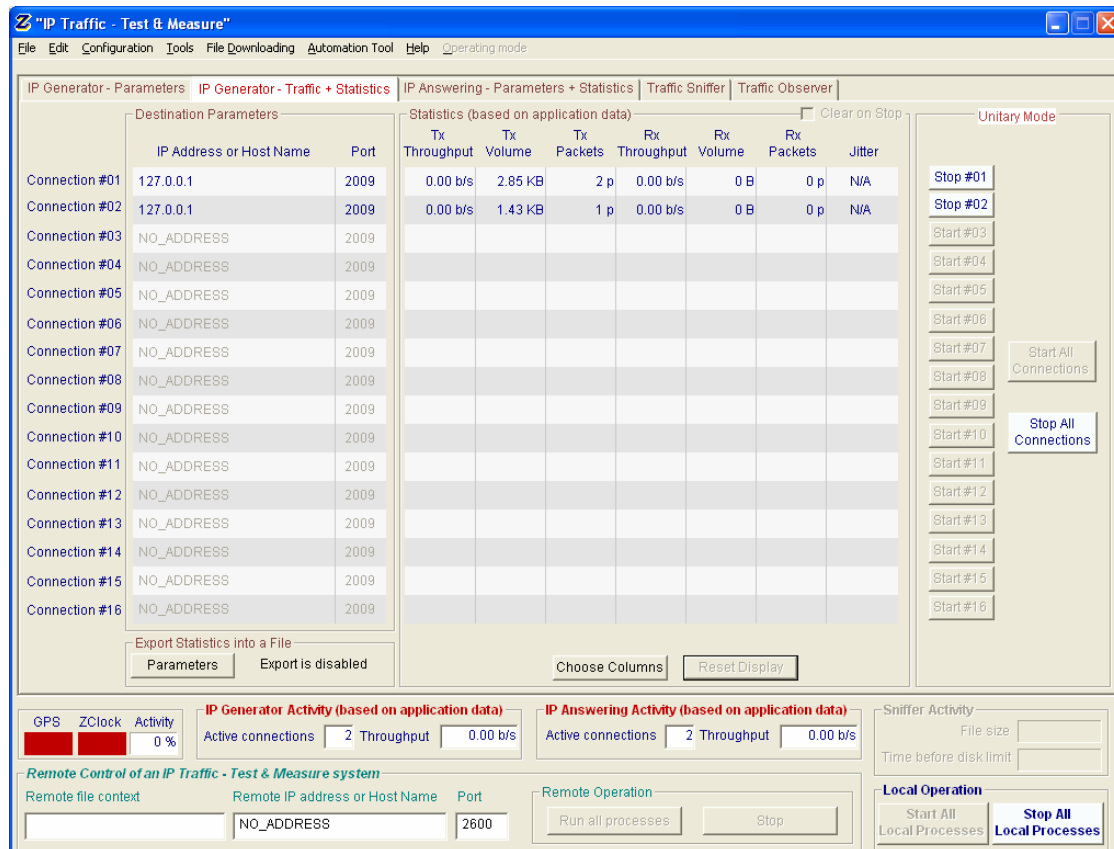 "IP Traffic - Test & Measure"
File Edit Configuration Tools File Downloading Automation Tool Help Operating mode
IP Generator - Parameters IP Generator - Traffic + Statistics IP Answering - Parameters + Statistics Traffic Sniffer Traffic Observer
Destination Parameters Statistics (based on application data) Clear on Stop Unitary Mode
Tx Tx Tx Rx Rx Rx
IP Address or Host Name Port Throughput Volume Packets Throughput Volume Packets Jitter
Connection #01 127.0.0.1 2009 0.00 b/s 2.85 KB 2 p 0.00 b/s 0 B 0 p N/A Stop #01
Connection #02 127.0.0.1 2009 0.00 b/s 1.43 KB 1 p 0.00 b/s 0 B 0 p N/A Stop #02
Connection #03 NO_ADDRESS 2009 Start #03
Connection #04 NO_ADDRESS 2009 Start #04
Connection #05 NO_ADDRESS 2009 Start #05
Connection #06 NO_ADDRESS 2009 Start #06
Connection #07 NO_ADDRESS 2009 Start #07
Start All
Connections
Connection #08 NO_ADDRESS 2009 Start #08
Connection #09 NO_ADDRESS 2009 Start #09
Connection #10 NO_ADDRESS 2009 Start #10
Stop All
Connections
Connection #11 NO_ADDRESS 2009 Start #11
Connection #12 NO_ADDRESS 2009 Start #12
Connection #13 NO_ADDRESS 2009 Start #13
Connection #14 NO_ADDRESS 2009 Start #14
Connection #15 NO_ADDRESS 2009 Start #15
Connection #16 NO_ADDRESS 2009 Start #16
Export Statistics into a File
Parameters Export is disabled Choose Columns Reset Display
GPS ZClock Activity
0 %
IP Generator Activity (based on application data)
Active connections 2 Throughput 0.00 b/s
IP Answering Activity (based on application data)
Active connections 2 Throughput 0.00 b/s
Sniffer Activity
File size
Time before disk limit
Remote Control of an IP Traffic - Test & Measure system
Remote file context Remote IP address or Host Name Port
NO_ADDRESS 2600
Remote Operation
Run all processes Stop
Local Operation
Start All
Local Processes
Stop All
Local Processes